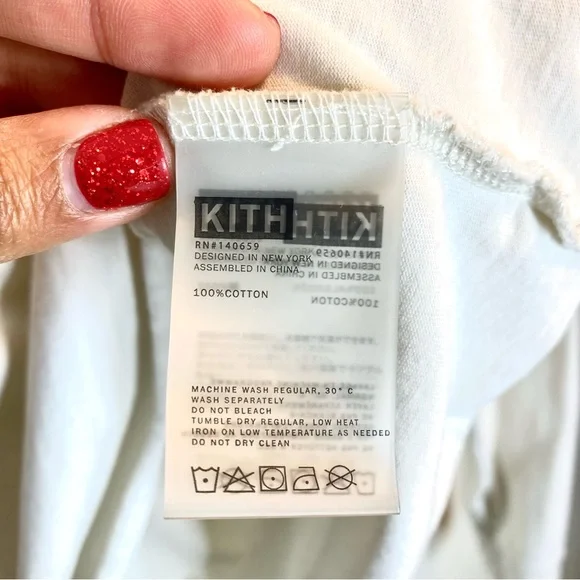 KITH
RN#140659
DESIGNED IN NEW YORK
ASSEMBLED IN CHINA
100%COTTON
MACHINE WASH REGULAR, 30° C
WASH SEPARATELY
DO NOT BLEACH
TUMBLE DRY REGULAR, LOW HEAT
IRON ON LOW TEMPERATURE AS NEEDED
DO NOT DRY CLEAN